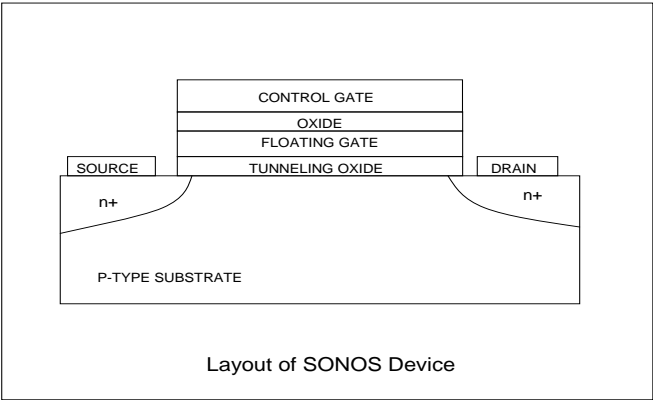 CONTROL GATE
OXIDE
FLOATING GATE
SOURCE
TUNNELING OXIDE
DRAIN
n+
n+
P-TYPE SUBSTRATE
Layout of SONOS Device